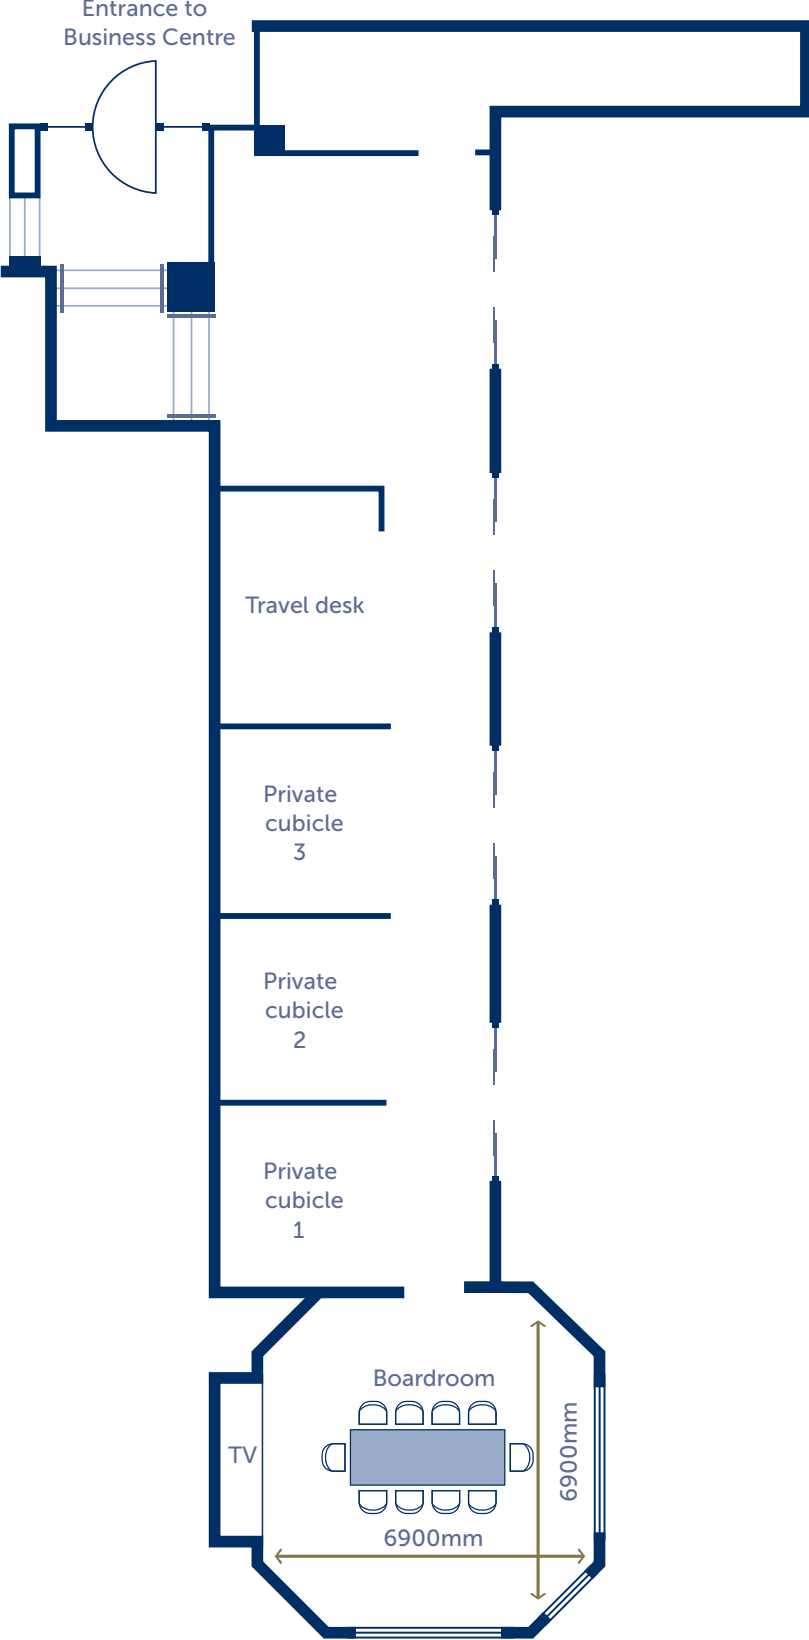 Entrance to
Business Centre
Travel desk
Private
cubicle
3
Private
cubicle
2
Private
cubicle
1
Boardroom
TV
6900mm
6900mm